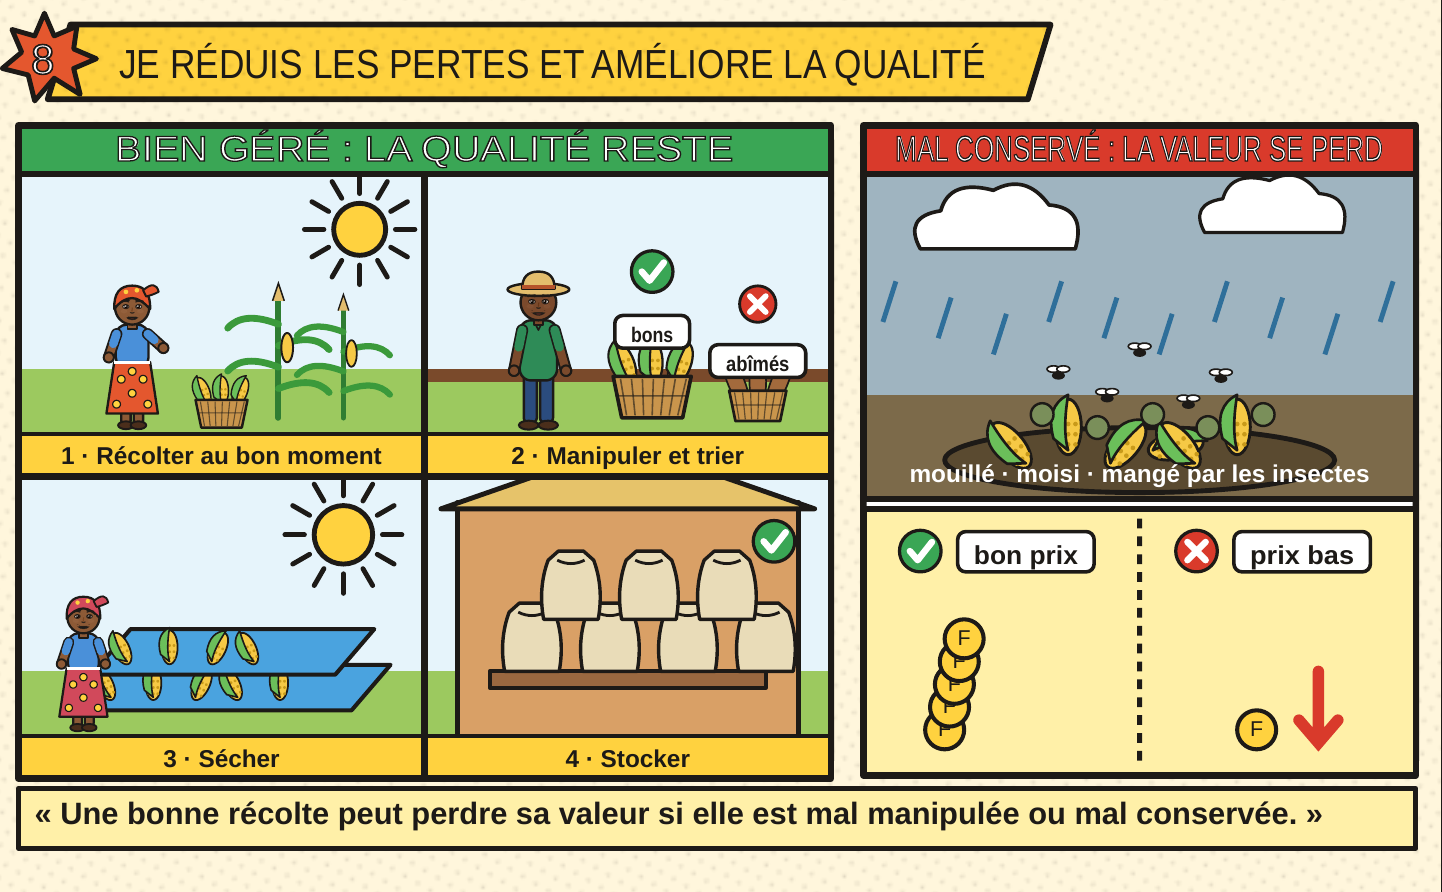 8
JE RÉDUIS LES PERTES ET AMÉLIORE LA QUALITÉ
BIEN GÉRÉ : LA QUALITÉ RESTE
bons
abîmés
1 · Récolter au bon moment
2 · Manipuler et trier
3 · Sécher
4 · Stocker
MAL CONSERVÉ : LA VALEUR SE PERD
mouillé · moisi · mangé par les insectes
bon prix
prix bas
F
F
F
F
F
F
« Une bonne récolte peut perdre sa valeur si elle est mal manipulée ou mal conservée. »